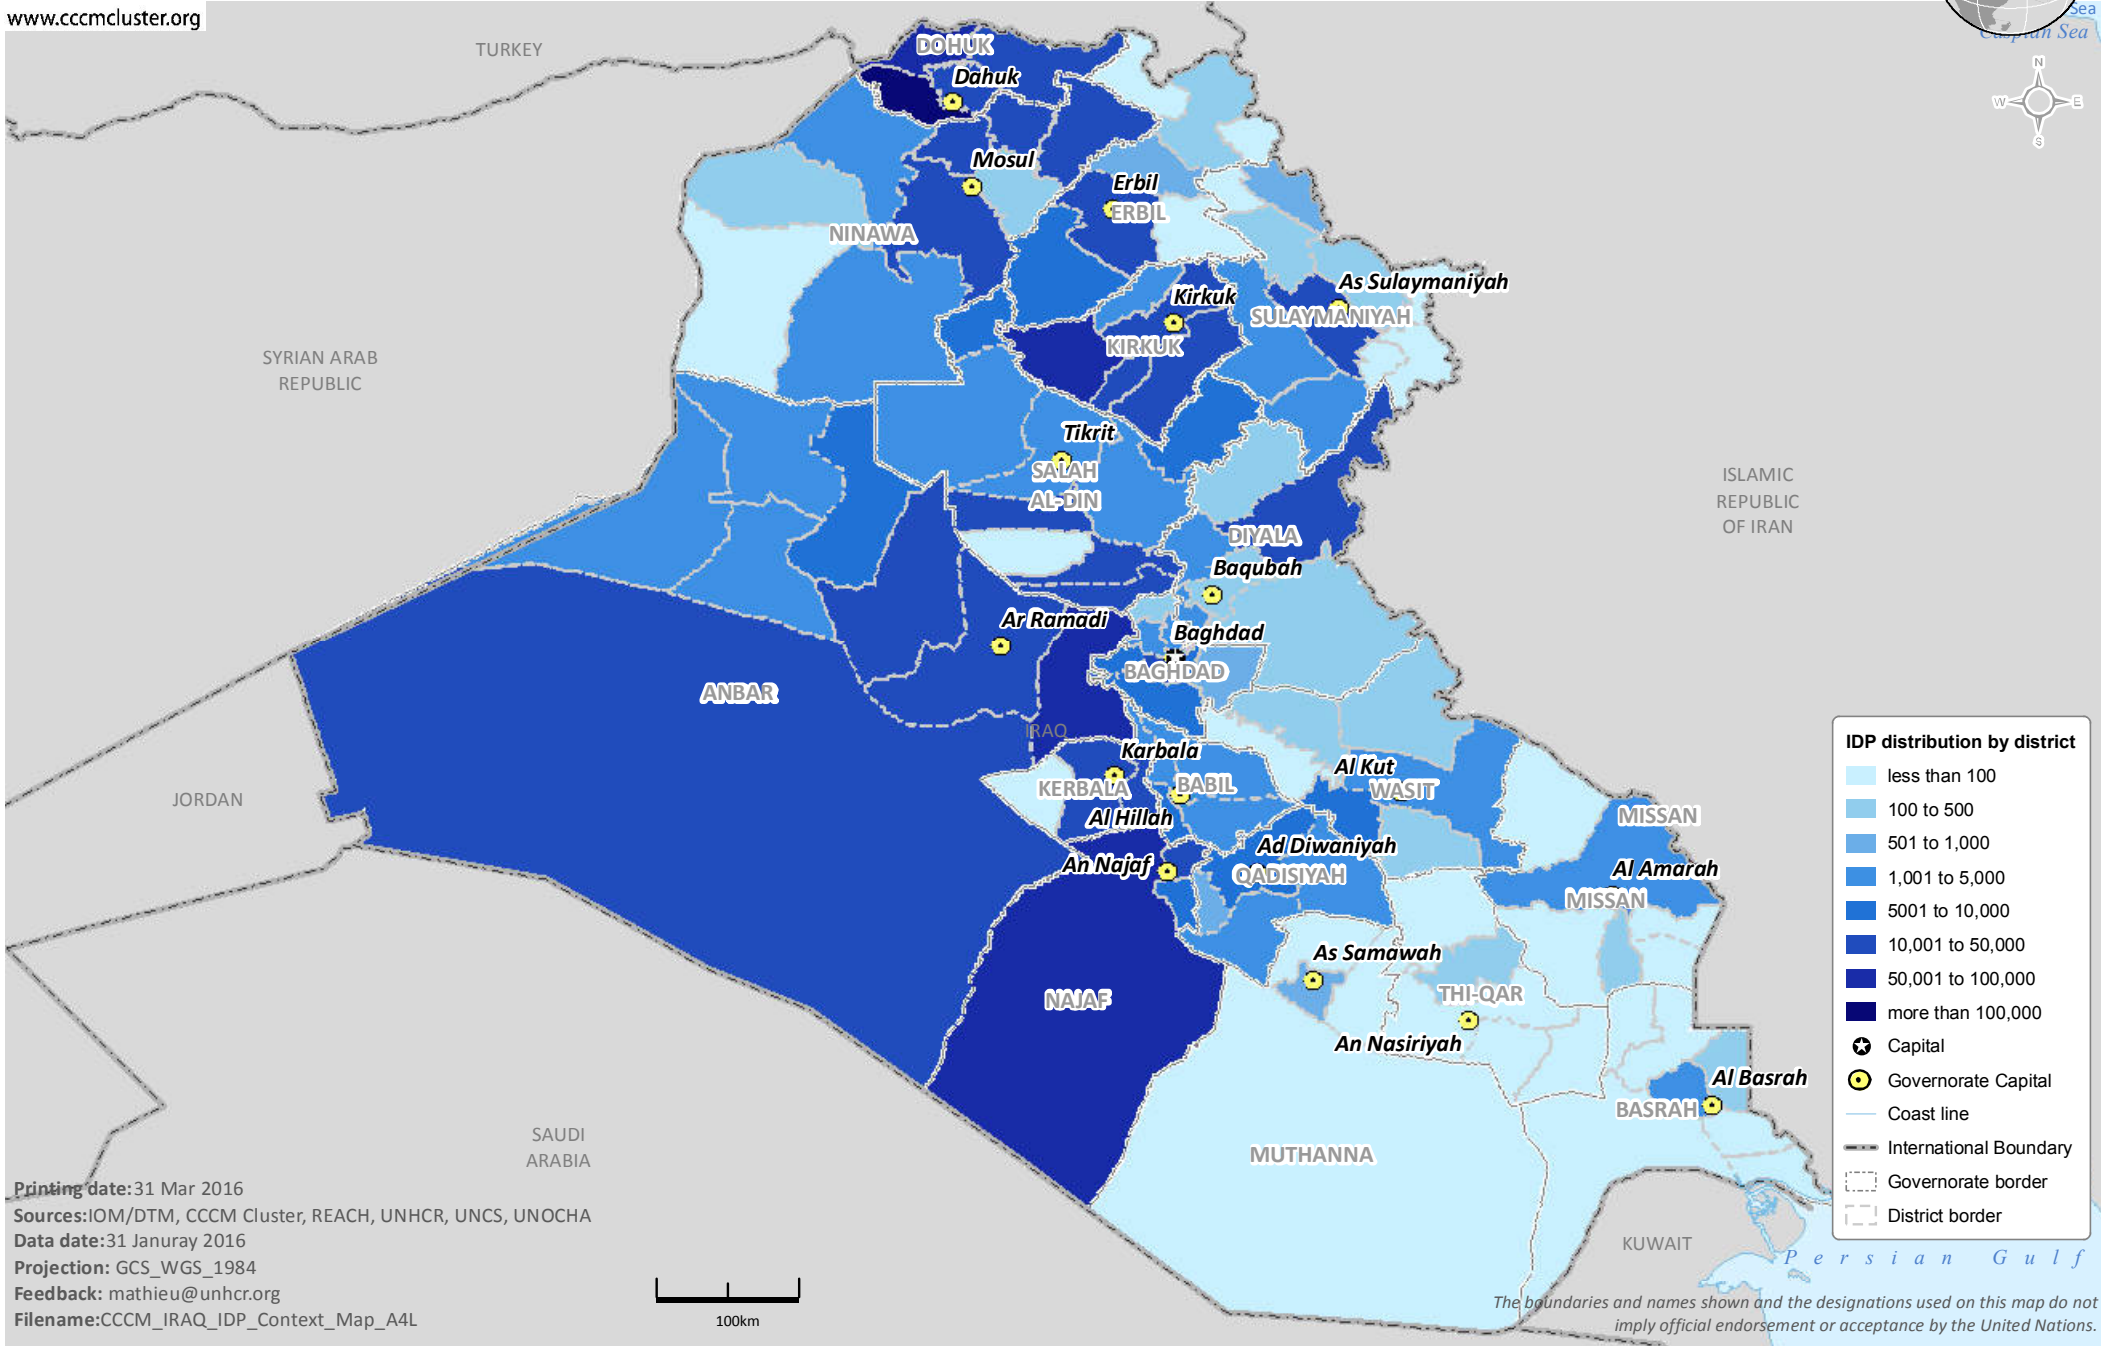 www.cccmcluster.org
Sea
Caspian Sea
TURKEY
N
W
E
S
DOHUK
Dahuk
Mosul
Erbil
ERBIL
NINAWA
As Sulaymaniyah
Kirkuk
SULAYMANIYAH
KIRKUK
SYRIAN ARAB
REPUBLIC
Tikrit
SALAH
AL-DIN
ISLAMIC
REPUBLIC
OF IRAN
DIYALA
Baqubah
Ar Ramadi
Baghdad
BAGHDAD
ANBAR
IRAQ
Karbala
Al Kut
KERBALA
BABIL
WASIT
JORDAN
Al Hillah
MISSAN
Ad Diwaniyah
An Najaf
QADISIYAH
Al Amarah
MISSAN
As Samawah
NAJAF
THI-QAR
An Nasiriyah
Al Basrah
BASRAH
SAUDI
ARABIA
MUTHANNA
KUWAIT
Persian Gulf
IDP distribution by district
less than 100
100 to 500
501 to 1,000
1,001 to 5,000
5001 to 10,000
10,001 to 50,000
50,001 to 100,000
more than 100,000
Capital
Governorate Capital
Coast line
International Boundary
Governorate border
District border
Printing date:31 Mar 2016
Sources:IOM/DTM, CCCM Cluster, REACH, UNHCR, UNCS, UNOCHA
Data date:31 Januray 2016
Projection: GCS_WGS_1984
Feedback: mathieu@unhcr.org
Filename:CCCM_IRAQ_IDP_Context_Map_A4L
100km
The boundaries and names shown and the designations used on this map do not
imply official endorsement or acceptance by the United Nations.